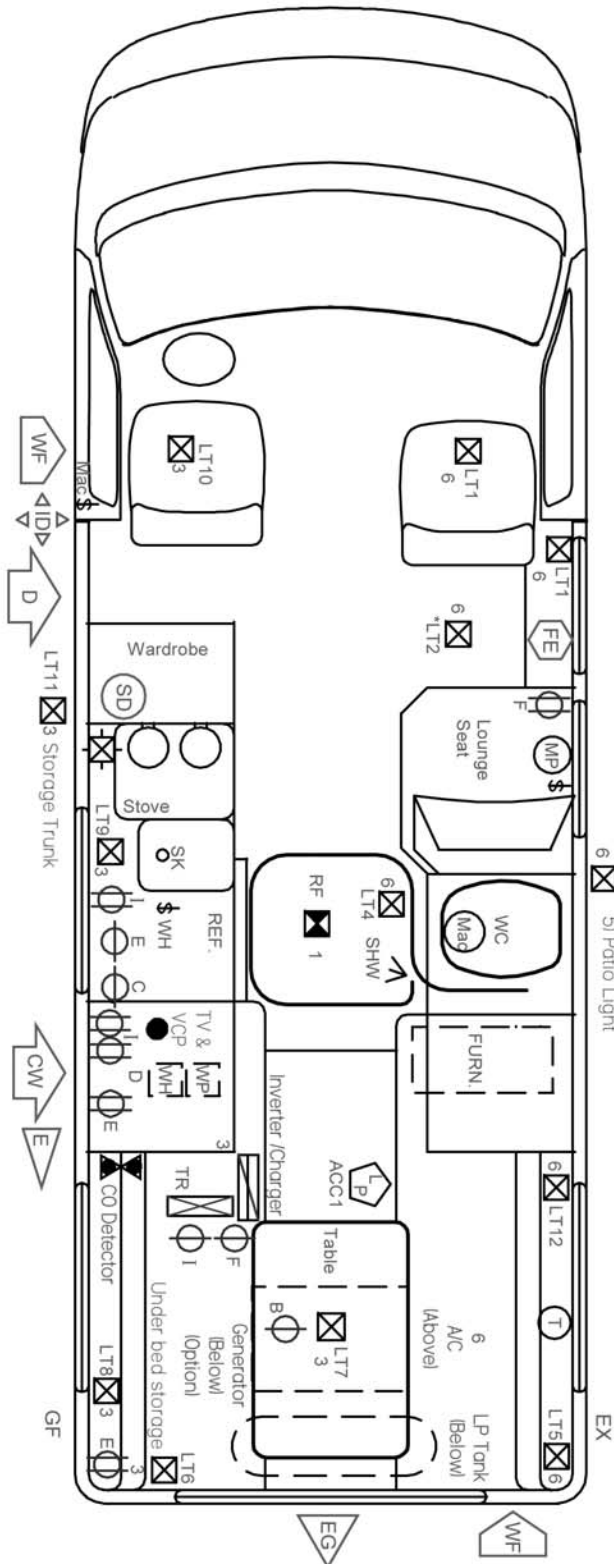 WF
Mac $
ID
D
LT10
3
LT1
6
LT1
6
FE
6
*LT2
Wardrobe
SD
LT11
3 Storage Trunk
Stove
LT9
3
SK
$ WH
REF.
I
E
C
F
MP
$
Lounge
Seat
6
5) Patio Light
RF
1
6
LT4
SHW
WC
Mac
CW
E
I
D
E
TV &
VCP
WH
WP
FURN.
Inverter /Charger
3
TR
I
F
LP
ACC1
CO Detector
Under bed storage
Table
B
LT7
3
Generator
(Below)
(Option)
6
A/C
(Above)
LP Tank
(Below)
6
LT12
T
LT5
6
LT8
3
E
3
LT6
GF
EX
EG
WF